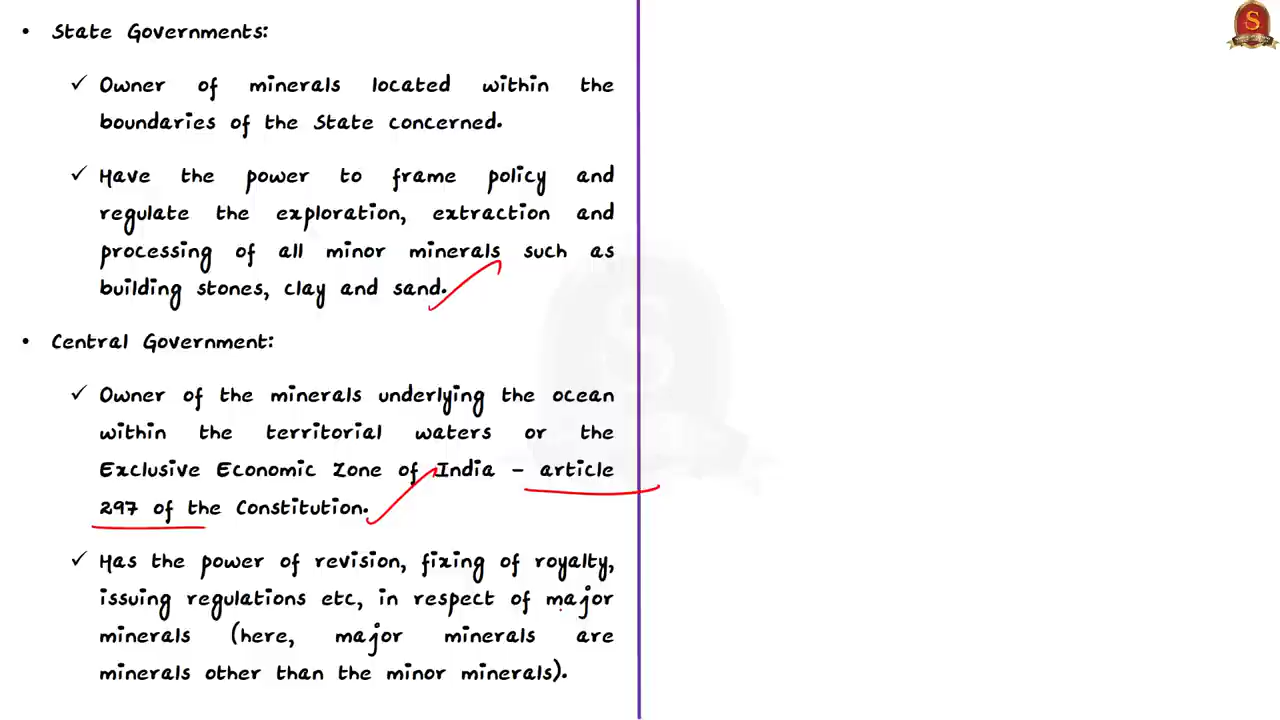 • State Governments:
✓ Owner of minerals located within the
boundaries of the State concerned.
✓ Have the power to frame policy and
regulate the exploration, extraction and
processing of all minor minerals such as
building stones, clay and sand.
• Central Government:
✓ Owner of the minerals underlying the ocean
within the territorial waters or the
Exclusive Economic Zone of India – article
297 of the Constitution.
✓ Has the power of revision, fixing of royalty,
issuing regulations etc, in respect of major
minerals (here, major minerals are
minerals other than the minor minerals).
S
S